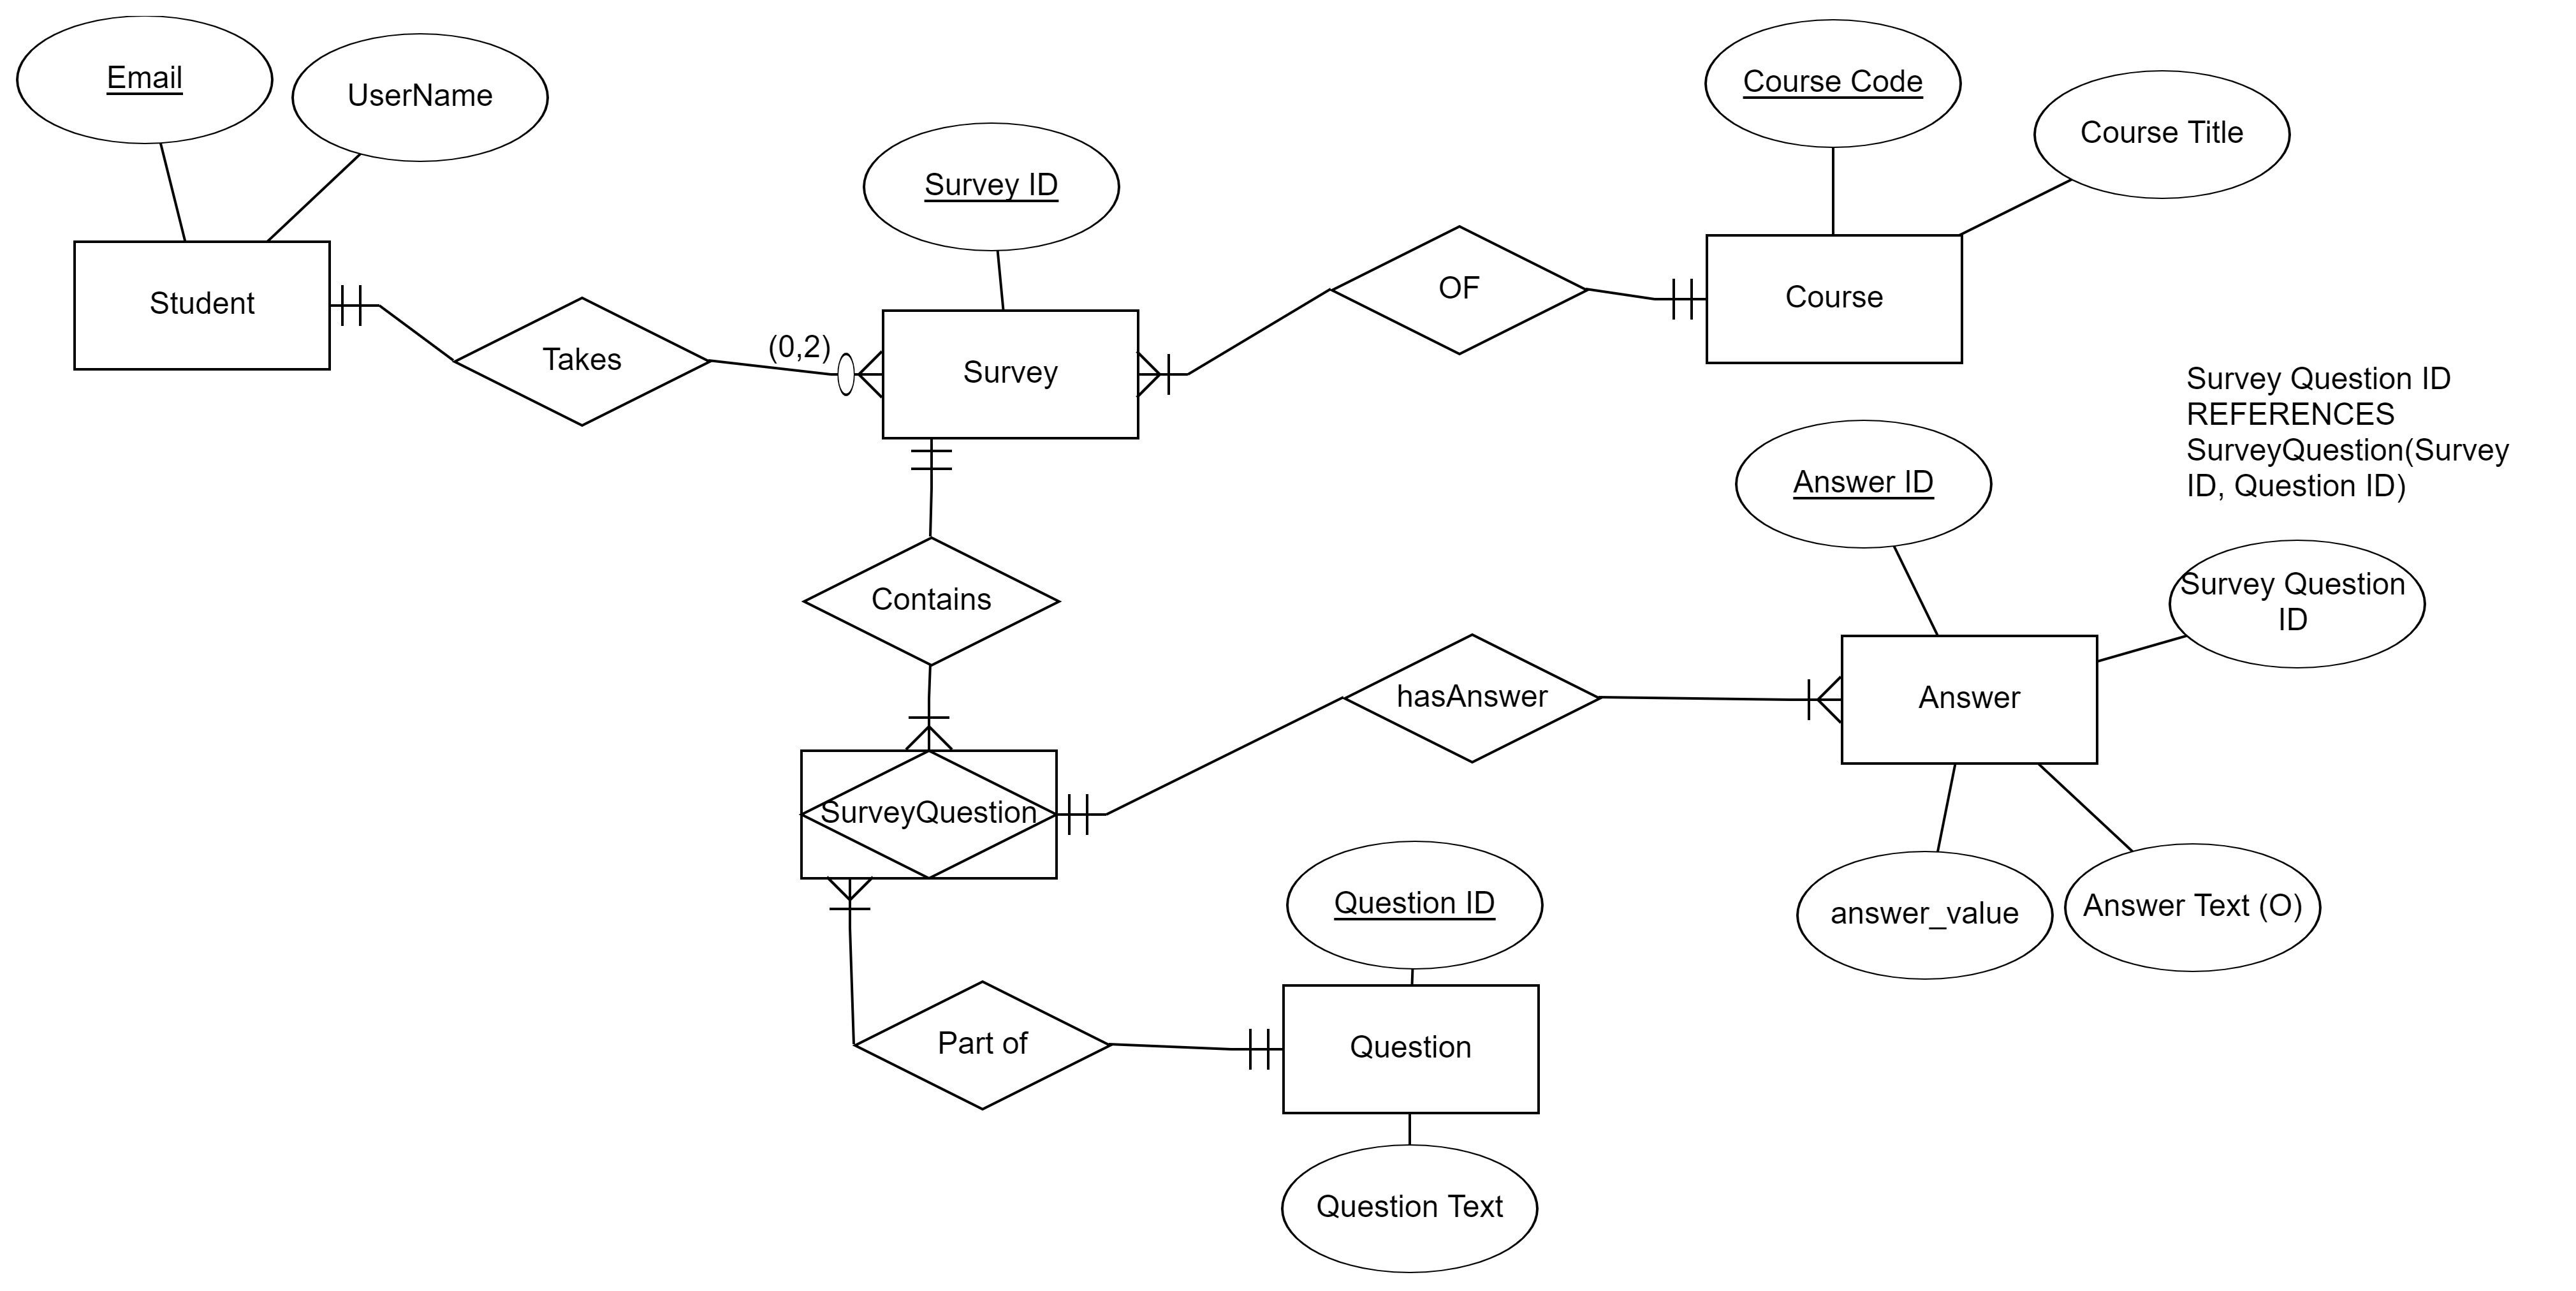 Email
UserName
Course Code
Course Title
Survey ID
OF
Course
Student
(0,2)
Takes
Survey
Survey Question ID
REFERENCES
SurveyQuestion(Survey
ID, Question ID)
Answer ID
Survey Question
ID
Contains
hasAnswer
Answer
SurveyQuestion
Question ID
answer_value
Answer Text (O)
Part of
Question
Question Text